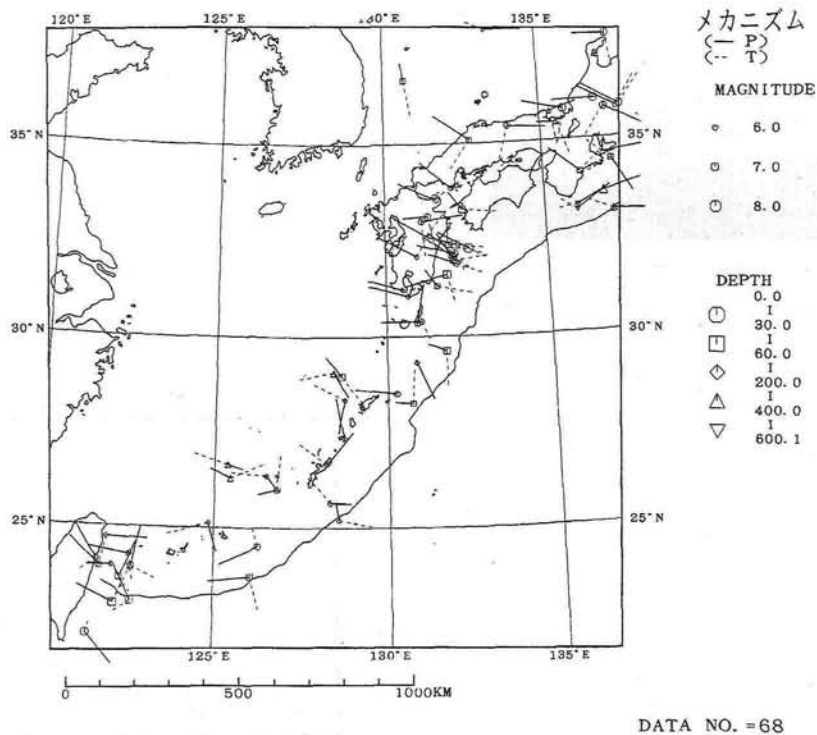 120°E 125°E 130°E 135°E
メカニズム
(— P)
(-- T)
MAGNITUDE
6.0
7.0
8.0
35°N 35°N
DEPTH
0.0
I
30.0
I
60.0
I
200.0
I
400.0
I
600.1
30°N 30°N
25°N 25°N
125°E 130°E 135°E
0 500 1000KM
DATA NO. =68